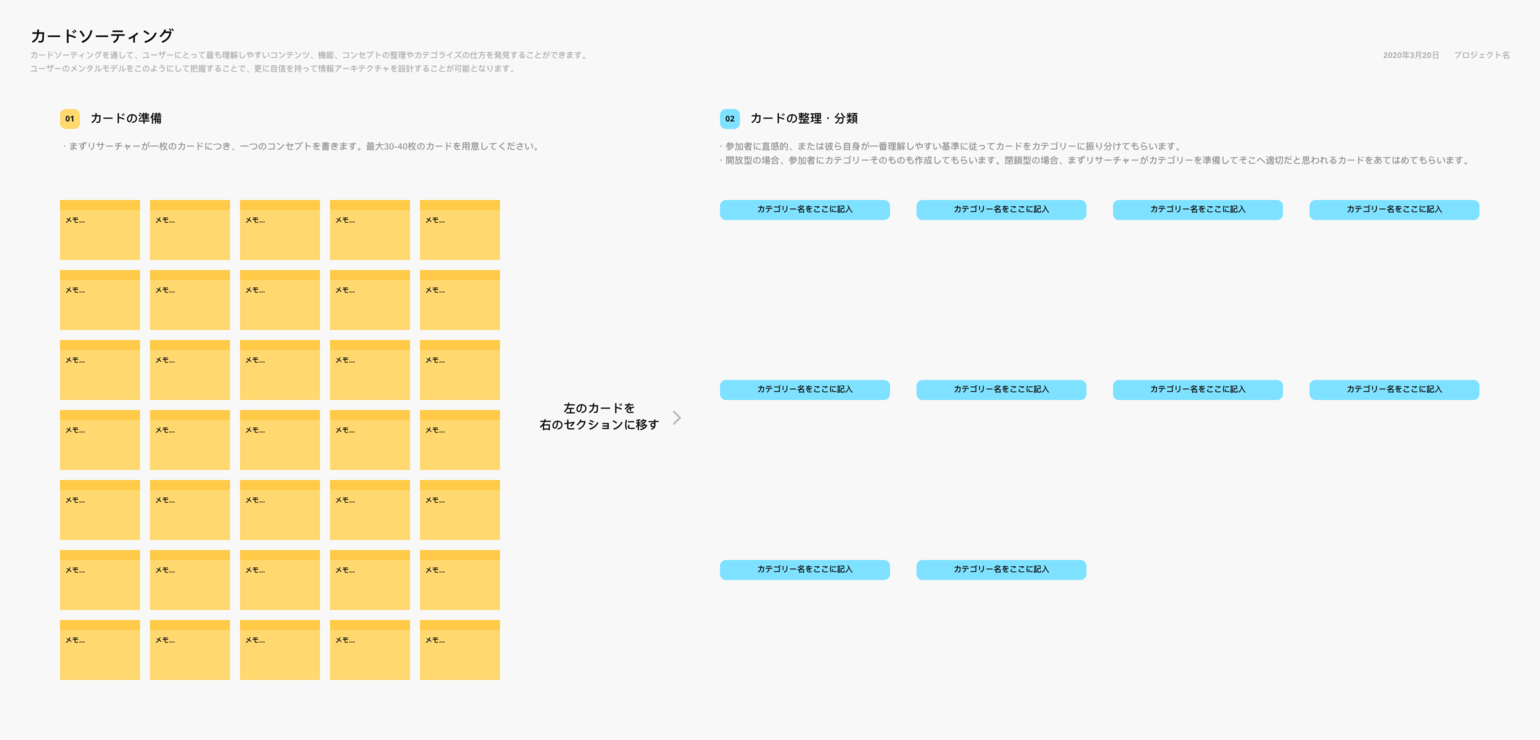 カードソーティング
カードソーティングを通して、ユーザーにとって最も理解しやすいコンテンツ、機能、コンセプトの整理やカテゴライズの仕方を発見することができます。
ユーザーのメンタルモデルをこのようにして把握することで、更に自信を持って情報アーキテクチャを設計することが可能となります。
2020年3月20日 プロジェクト名
01 カードの準備
・まずリサーチャーが一枚のカードにつき、一つのコンセプトを書きます。最大30-40枚のカードを用意してください。
メモ... メモ... メモ... メモ... メモ...
メモ... メモ... メモ... メモ... メモ...
メモ... メモ... メモ... メモ... メモ...
メモ... メモ... メモ... メモ... メモ...
メモ... メモ... メモ... メモ... メモ...
メモ... メモ... メモ... メモ... メモ...
メモ... メモ... メモ... メモ... メモ...
左のカードを
右のセクションに移す
02 カードの整理・分類
・参加者に直感的、または彼ら自身が一番理解しやすい基準に従ってカードをカテゴリーに振り分けてもらいます。
・開放型の場合、参加者にカテゴリーそのものも作成してもらいます。閉鎖型の場合、まずリサーチャーがカテゴリーを準備してそこへ適切だと思われるカードをあてはめてもらいます。
カテゴリー名をここに記入 カテゴリー名をここに記入 カテゴリー名をここに記入 カテゴリー名をここに記入
カテゴリー名をここに記入 カテゴリー名をここに記入 カテゴリー名をここに記入 カテゴリー名をここに記入
カテゴリー名をここに記入 カテゴリー名をここに記入